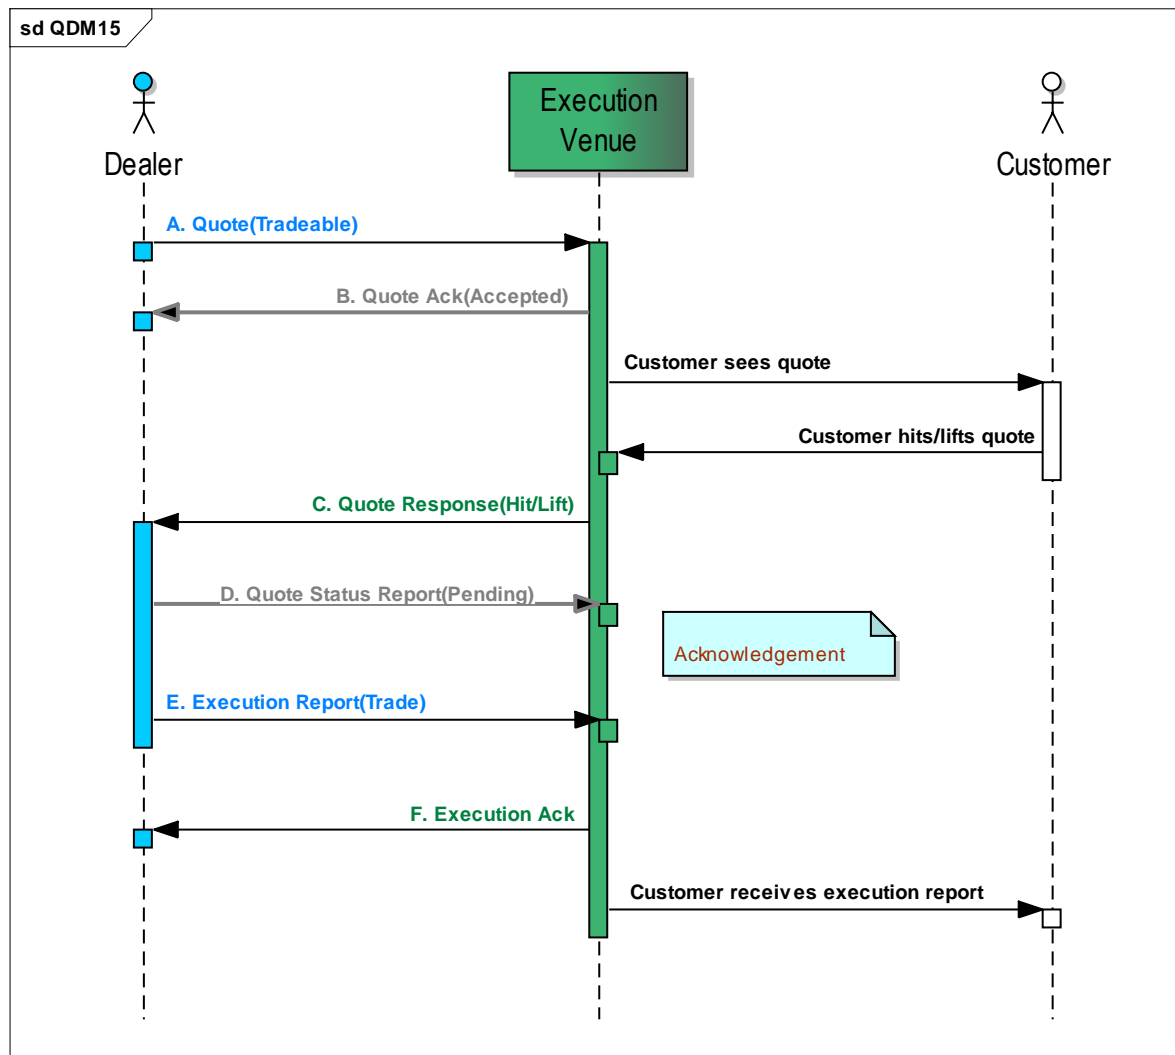 sd QDM15
Dealer
Execution
Venue
Customer
A. Quote(Tradeable)
B. Quote Ack(Accepted)
Customer sees quote
Customer hits/lifts quote
C. Quote Response(Hit/Lift)
D. Quote Status Report(Pending)
Acknowledgement
E. Execution Report(Trade)
F. Execution Ack
Customer receives execution report